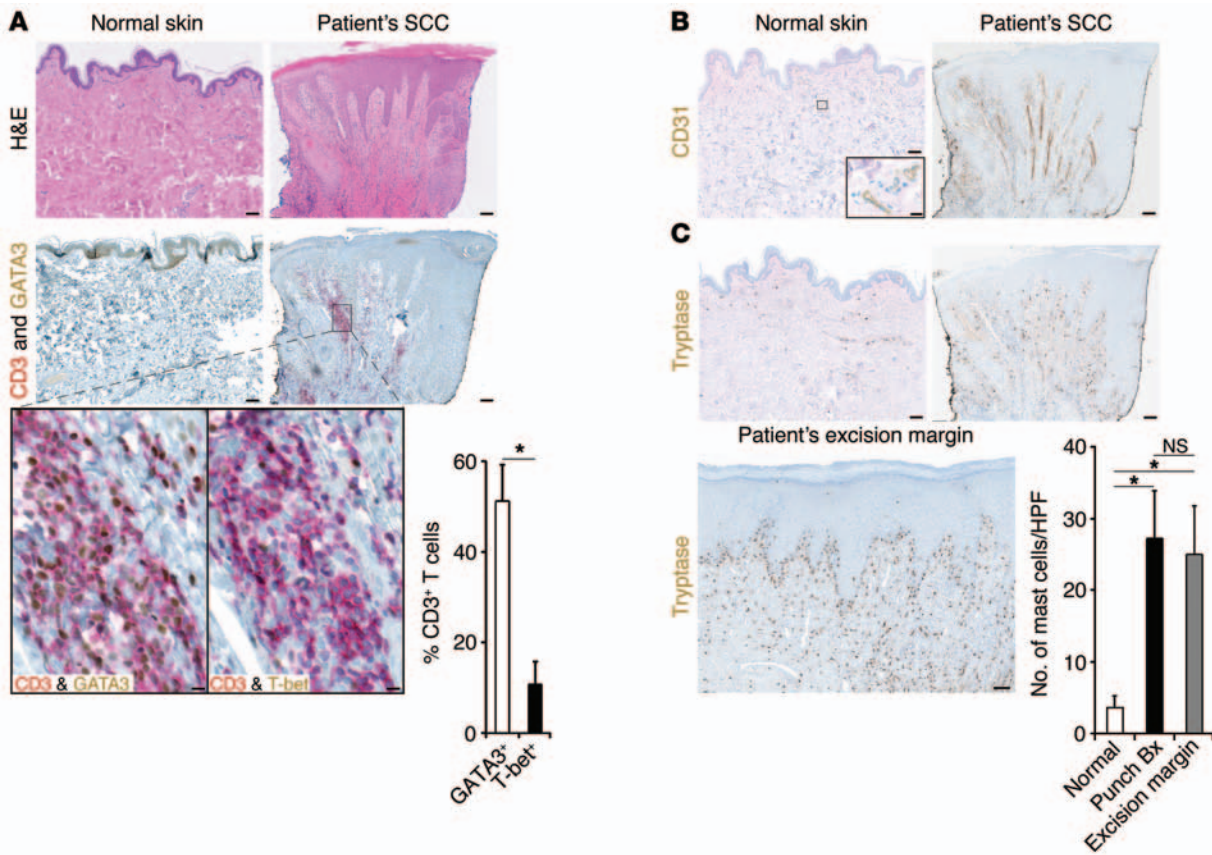 A
Normal skin
Patient's SCC
H&E
CD3 and GATA3
CD3 & GATA3
CD3 & T-bet
% CD3+ T cells
60
*
40
20
0
GATA3+
T-bet+
B
Normal skin
Patient's SCC
CD31
C
Tryptase
Patient's excision margin
Tryptase
No. of mast cells/HPF
40
NS
*
*
30
20
10
0
Normal
Punch Bx
Excision margin